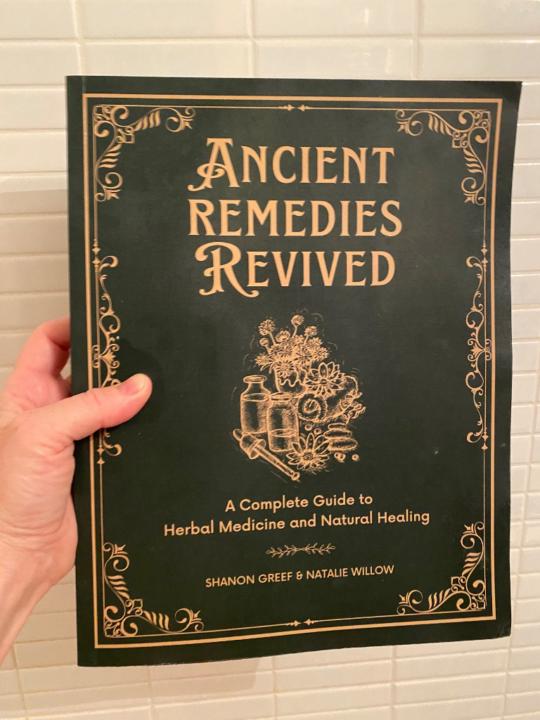 ANCIENT
REMEDIES
REVIVED
A Complete Guide to
Herbal Medicine and Natural Healing
SHANON GREEF & NATALIE WILLOW